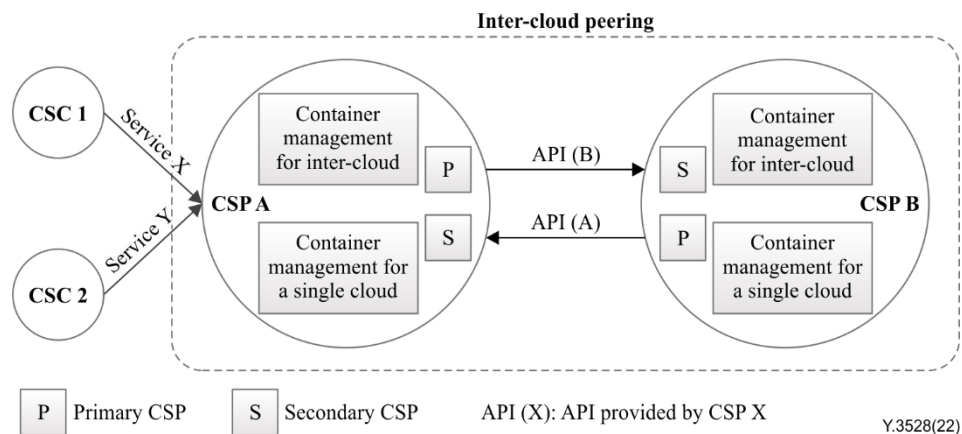 Inter-cloud peering
CSC 1
Service X
CSC 2
Service Y
CSP A
Container
management
for inter-cloud
P
S
Container
management for
a single cloud
API (B)
API (A)
S
P
Container
management
for inter-cloud
CSP B
Container
management for
a single cloud
P Primary CSP
S Secondary CSP
API (X): API provided by CSP X
Y.3528(22)